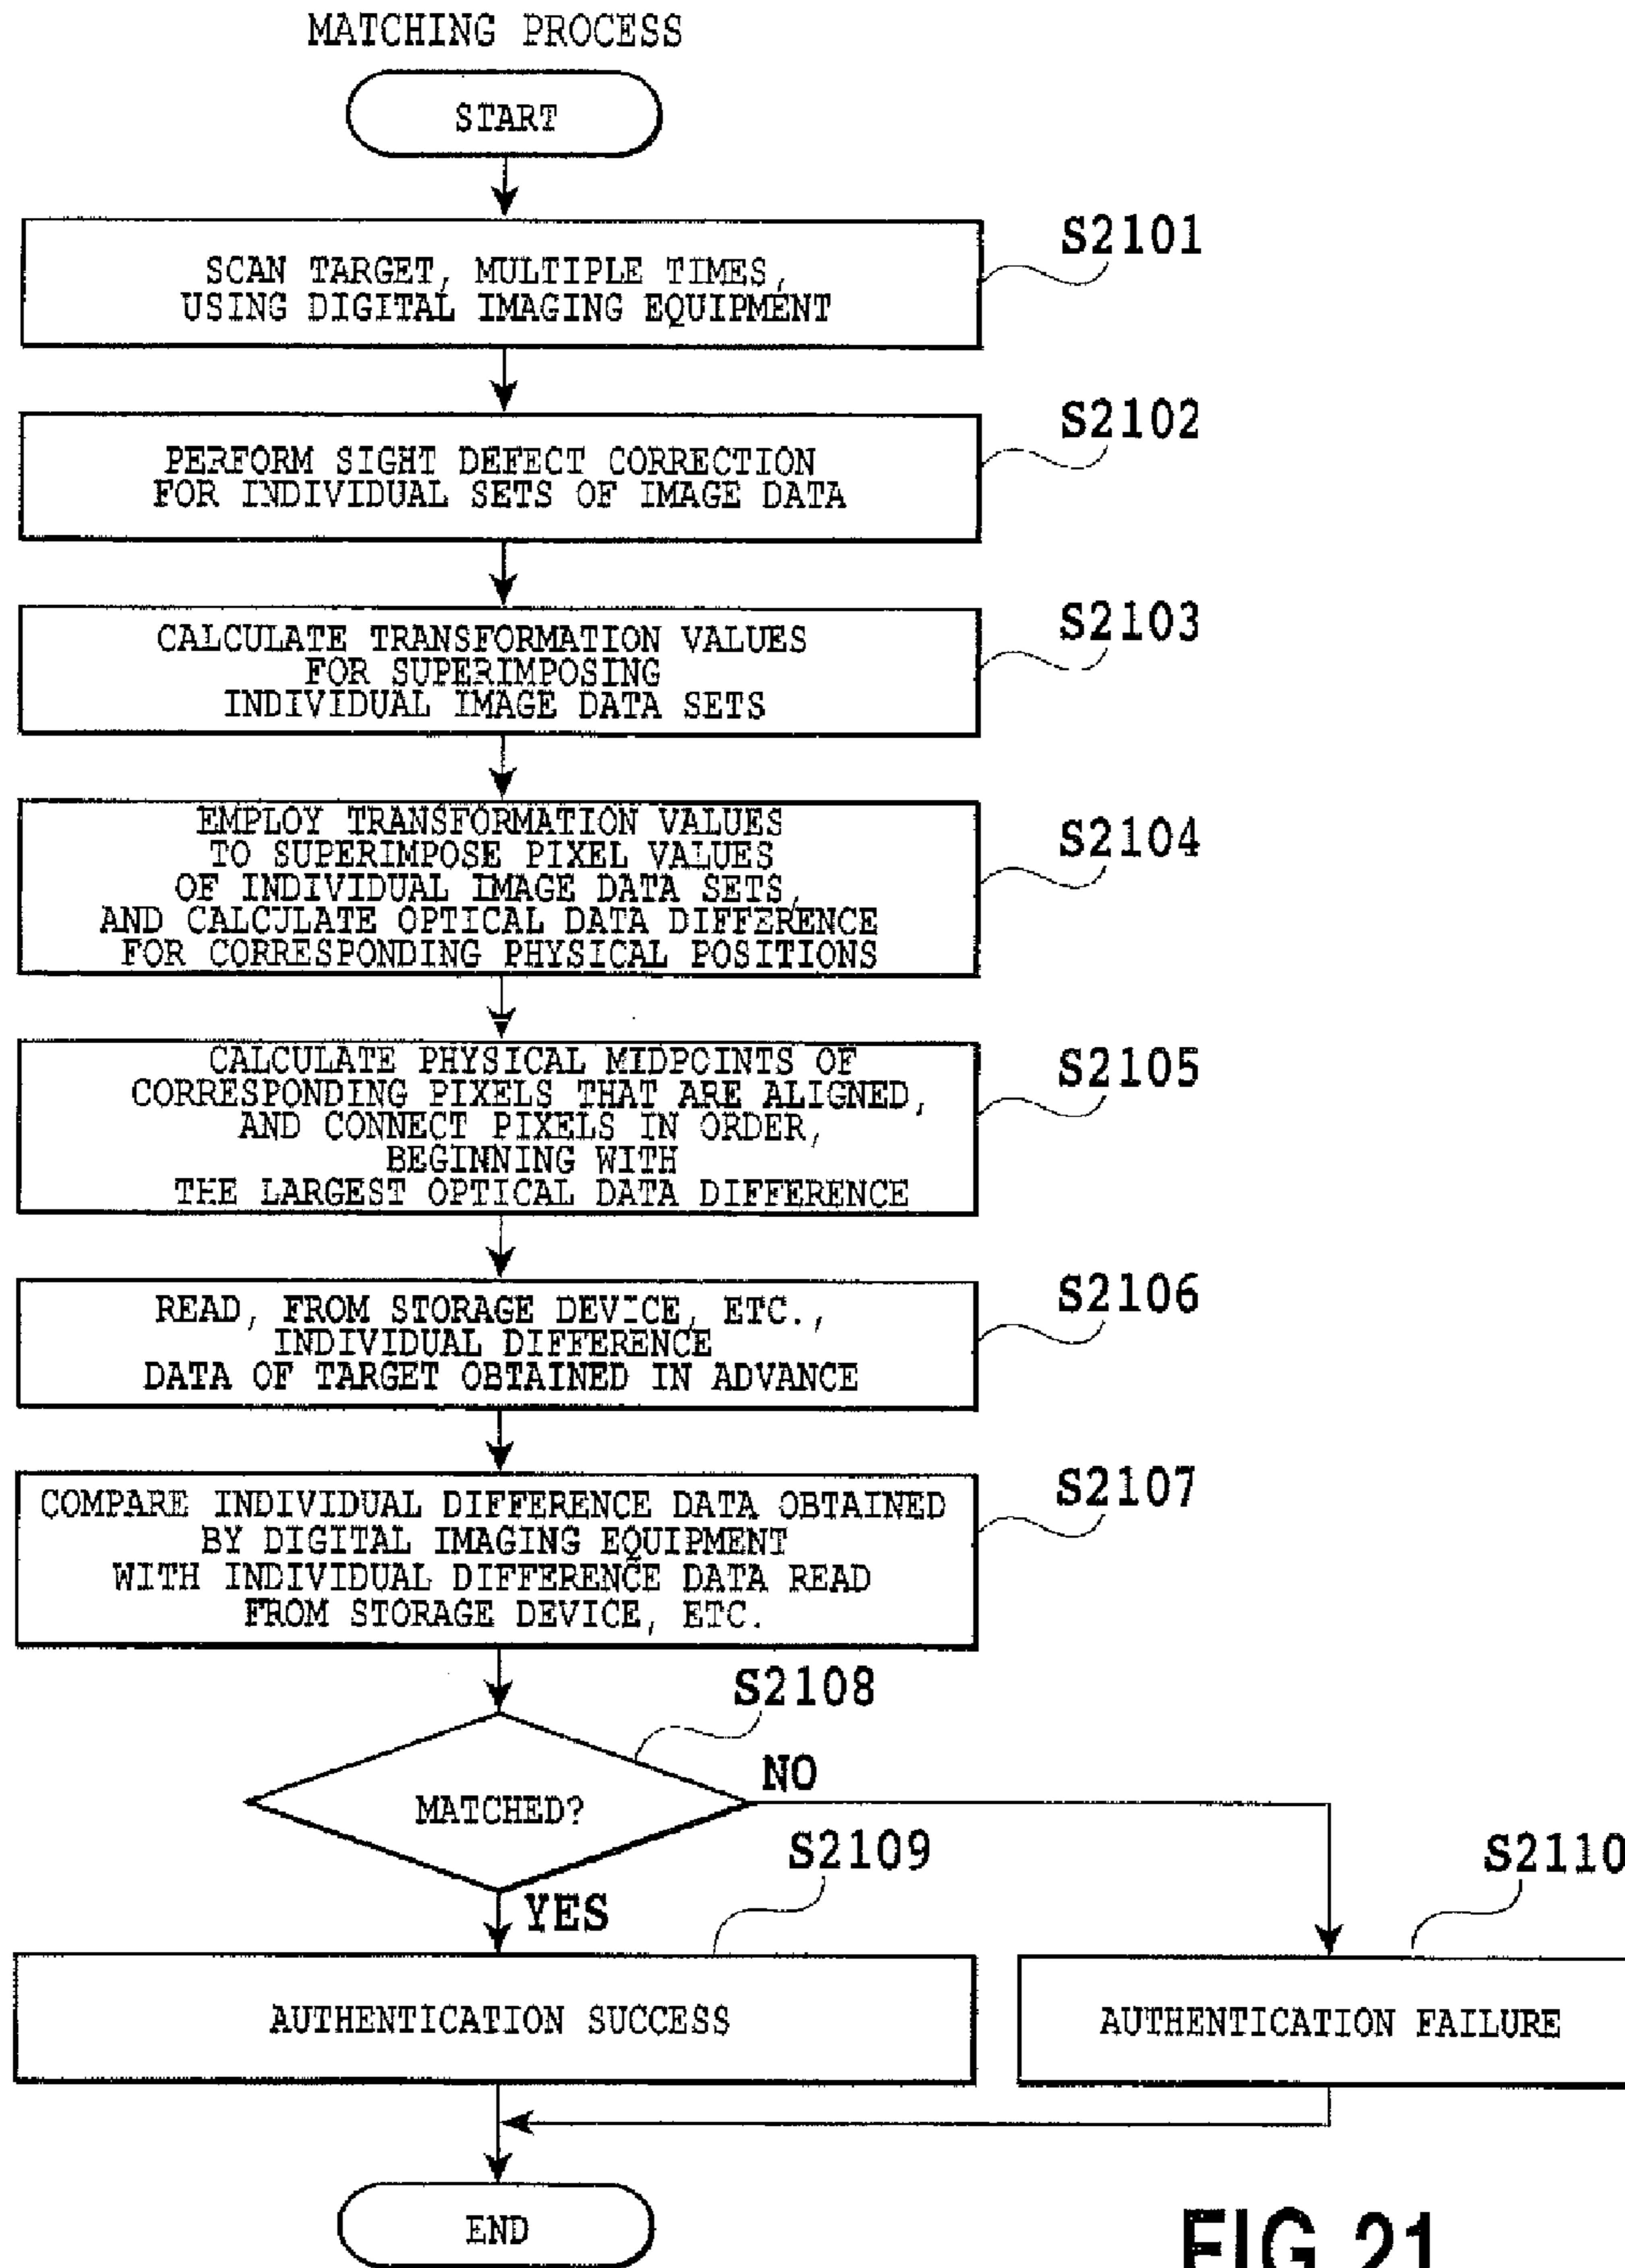 MATCHING PROCESS
START
S2101
SCAN TARGET, MULTIPLE TIMES,
USING DIGITAL IMAGING EQUIPMENT
S2102
PERFORM SIGHT DEFECT CORRECTION
FOR INDIVIDUAL SETS OF IMAGE DATA
S2103
CALCULATE TRANSFORMATION VALUES
FOR SUPERIMPOSING
INDIVIDUAL IMAGE DATA SETS
S2104
EMPLOY TRANSFORMATION VALUES
TO SUPERIMPOSE PIXEL VALUES
OF INDIVIDUAL IMAGE DATA SETS,
AND CALCULATE OPTICAL DATA DIFFERENCE
FOR CORRESPONDING PHYSICAL POSITIONS
S2105
CALCULATE PHYSICAL MIDPOINTS OF
CORRESPONDING PIXELS THAT ARE ALIGNED,
AND CONNECT PIXELS IN ORDER,
BEGINNING WITH
THE LARGEST OPTICAL DATA DIFFERENCE
S2106
READ, FROM STORAGE DEVICE, ETC.,
INDIVIDUAL DIFFERENCE
DATA OF TARGET OBTAINED IN ADVANCE
S2107
COMPARE INDIVIDUAL DIFFERENCE DATA OBTAINED
BY DIGITAL IMAGING EQUIPMENT
WITH INDIVIDUAL DIFFERENCE DATA READ
FROM STORAGE DEVICE, ETC.
S2108
NO
MATCHED?
S2109
S2110
YES
AUTHENTICATION SUCCESS
AUTHENTICATION FAILURE
END
FIG.21